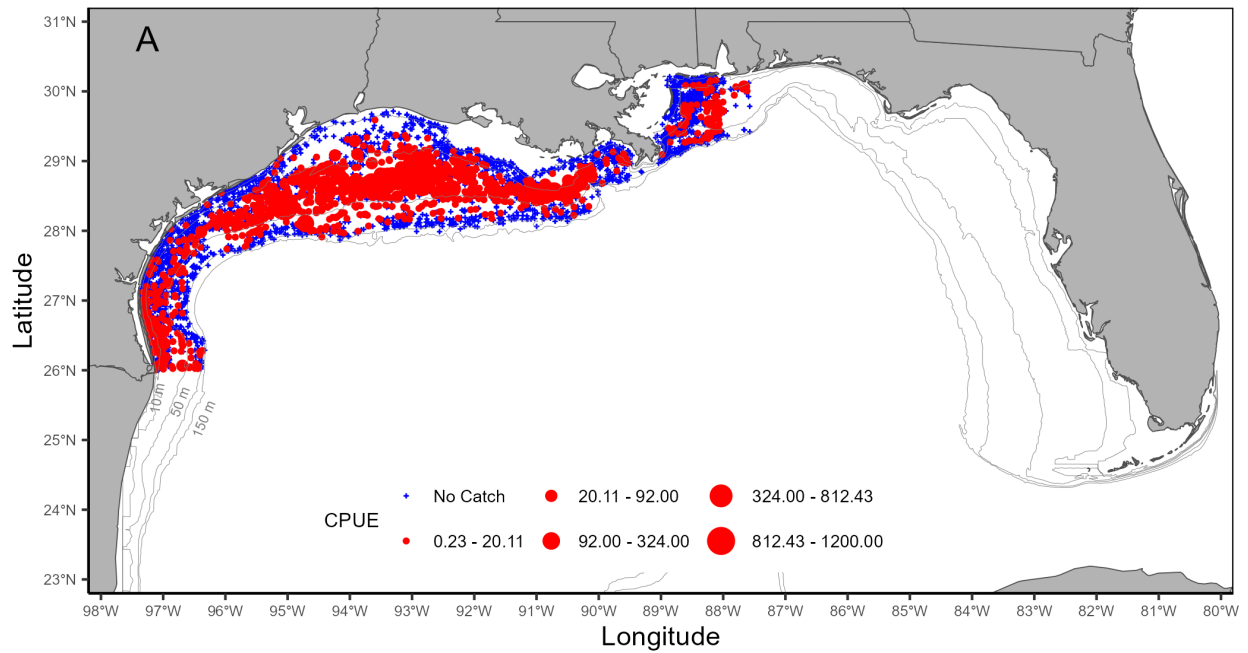 A
31°N
30°N
29°N
28°N
27°N
26°N
25°N
24°N
23°N
Latitude
10 m
50 m
150 m
CPUE
No Catch
20.11 - 92.00
324.00 - 812.43
0.23 - 20.11
92.00 - 324.00
812.43 - 1200.00
98°W 97°W 96°W 95°W 94°W 93°W 92°W 91°W 90°W 89°W 88°W 87°W 86°W 85°W 84°W 83°W 82°W 81°W 80°W
Longitude